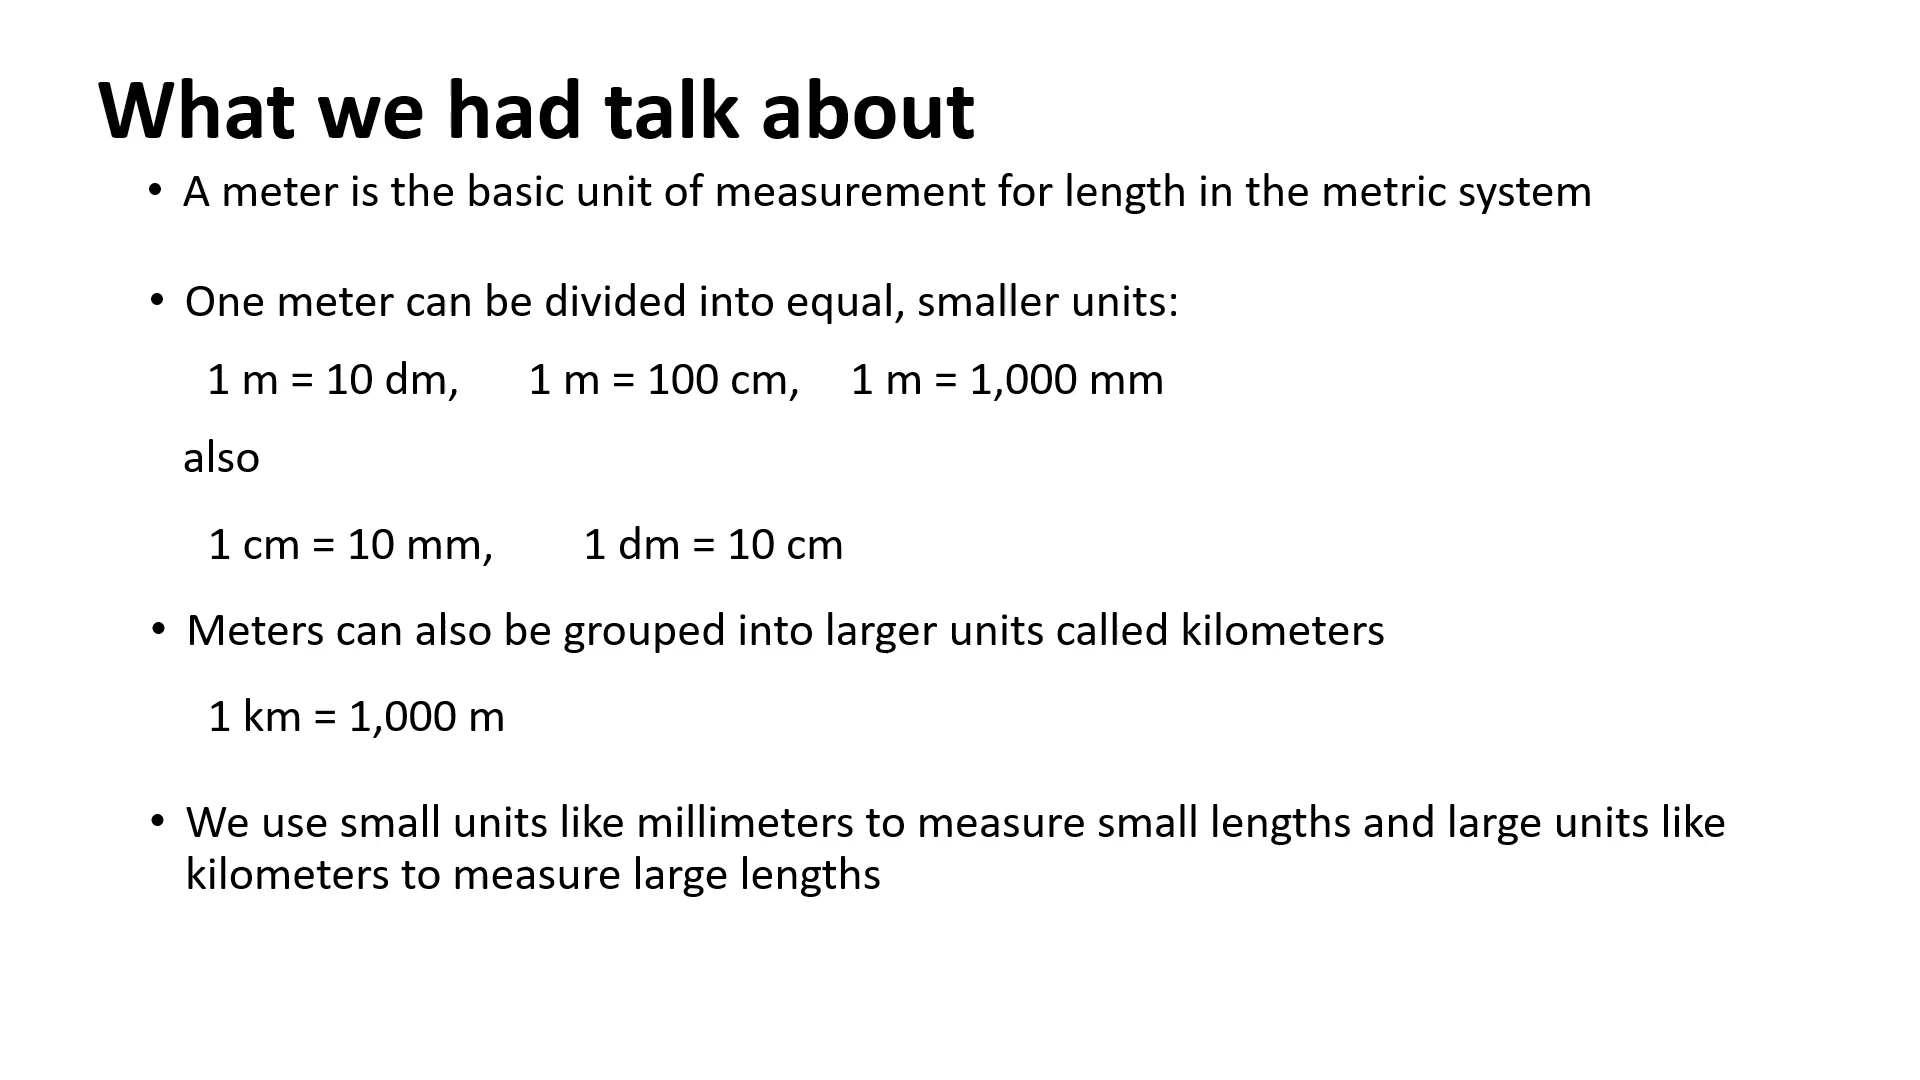 What we had talk about
• A meter is the basic unit of measurement for length in the metric system
• One meter can be divided into equal, smaller units:
1 m = 10 dm, 1 m = 100 cm, 1 m = 1,000 mm
also
1 cm = 10 mm, 1 dm = 10 cm
• Meters can also be grouped into larger units called kilometers
1 km = 1,000 m
• We use small units like millimeters to measure small lengths and large units like
kilometers to measure large lengths